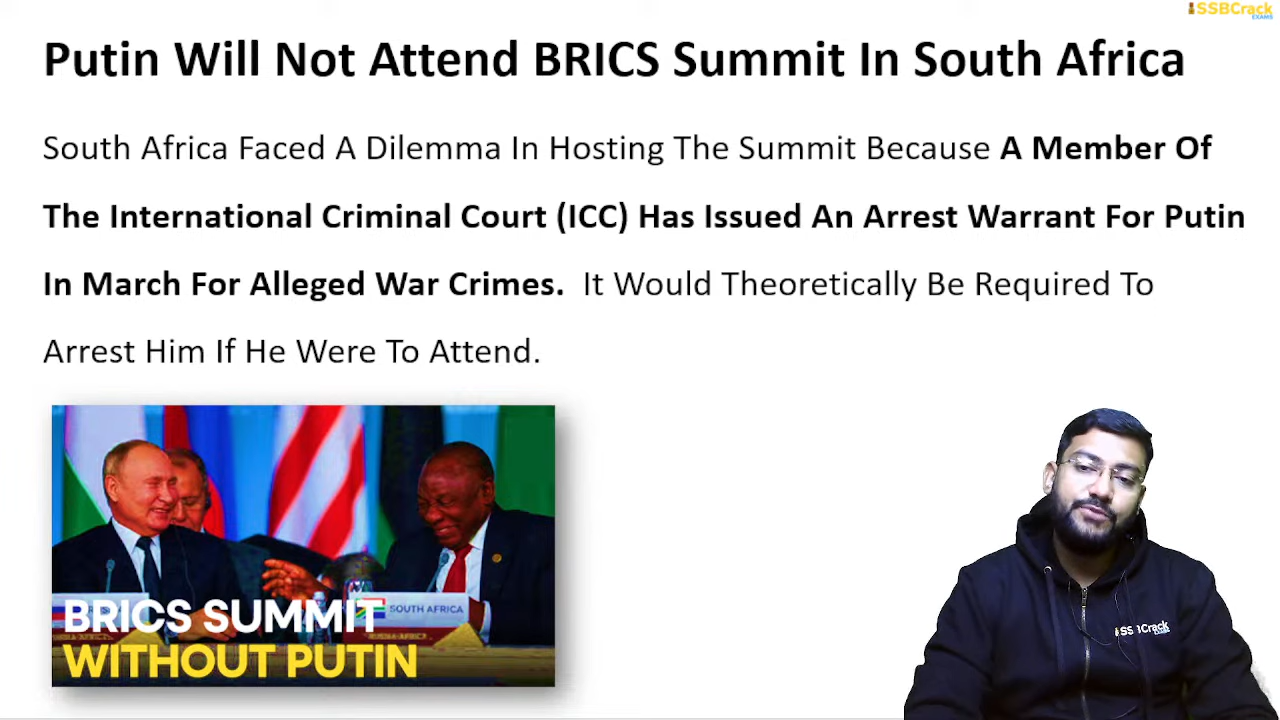 SSBCrack
EXAMS
Putin Will Not Attend BRICS Summit In South Africa
South Africa Faced A Dilemma In Hosting The Summit Because A Member Of
The International Criminal Court (ICC) Has Issued An Arrest Warrant For Putin
In March For Alleged War Crimes. It Would Theoretically Be Required To
Arrest Him If He Were To Attend.
SOUTH AFRICA
BRICS SUMMIT
WITHOUT PUTIN
SSBCrack